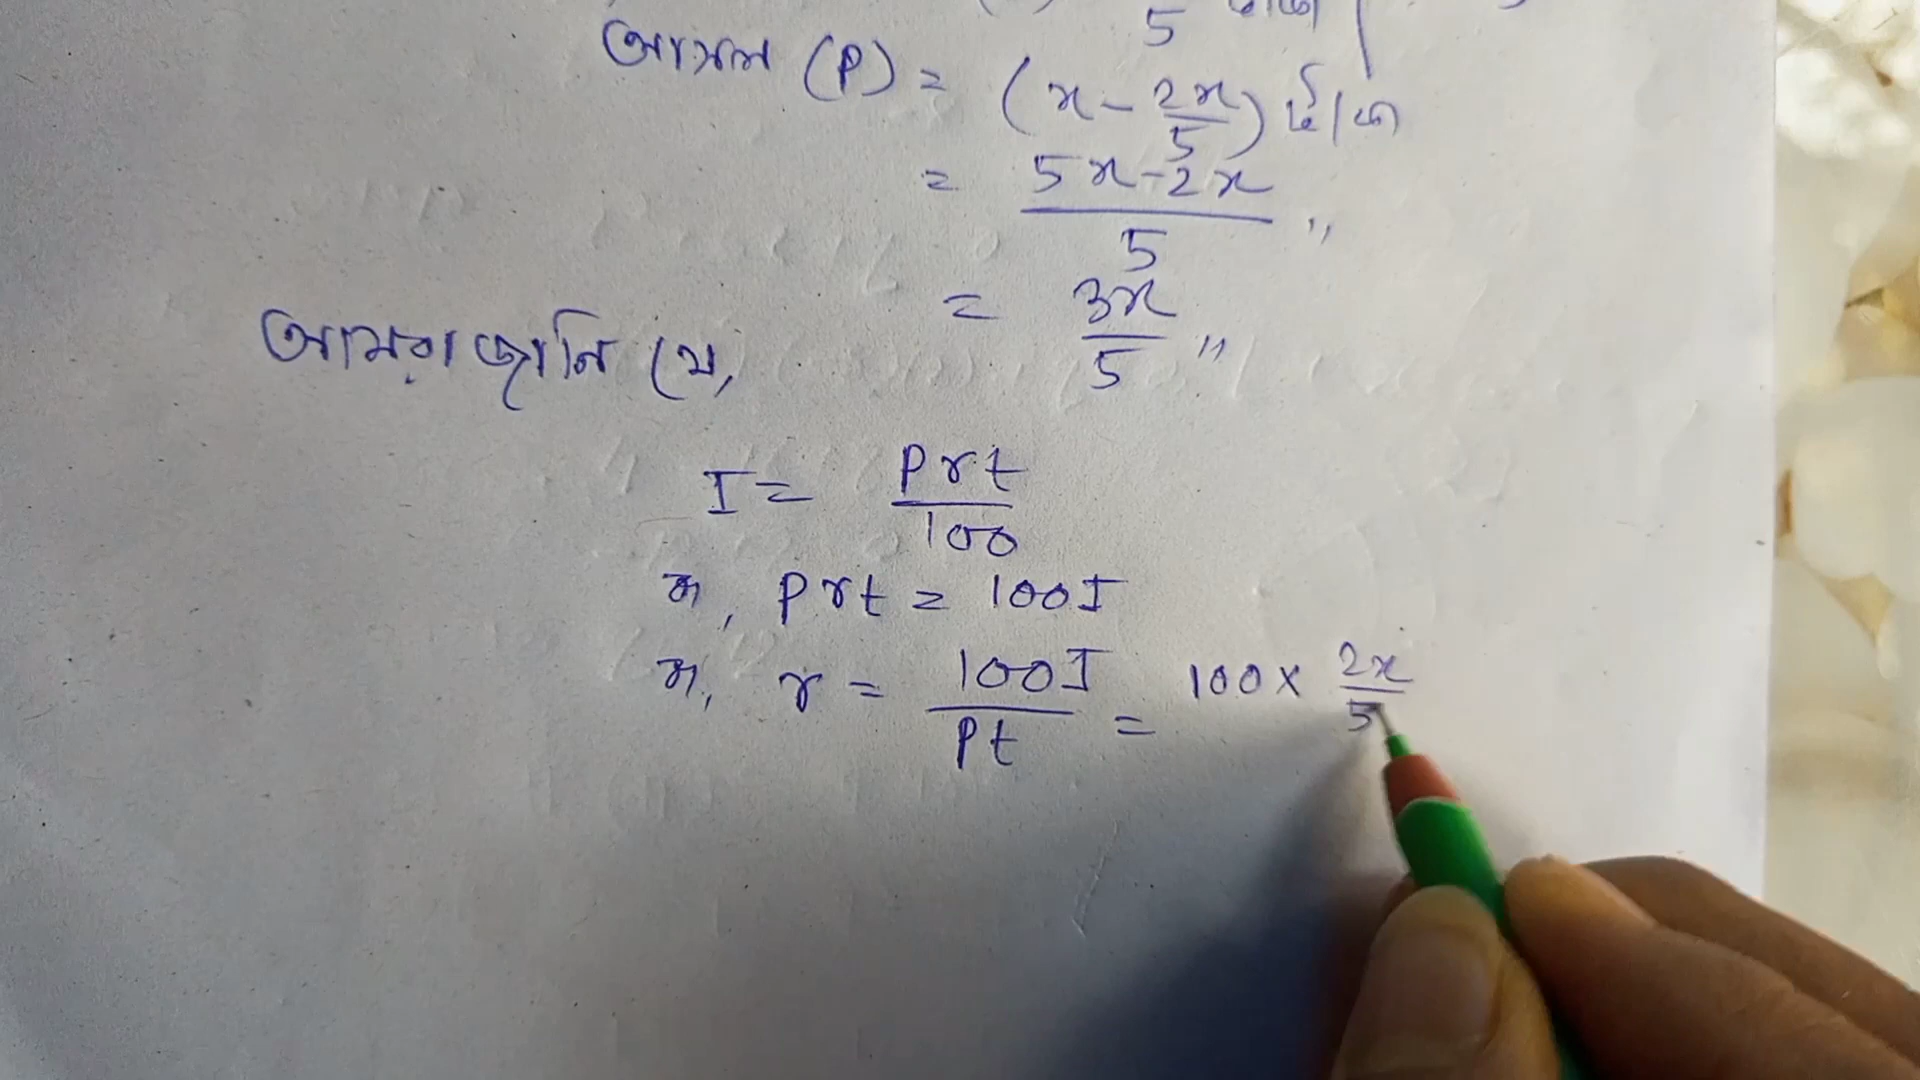 5 টাকা
আসল (P) = (x - 2x/5) টাকা
= 5x-2x/5 "
= 3x/5 "
আমরা জানি যে,
I = prt/100
বা, prt = 100I
বা, r = 100I/Pt = 100 × 2x/5